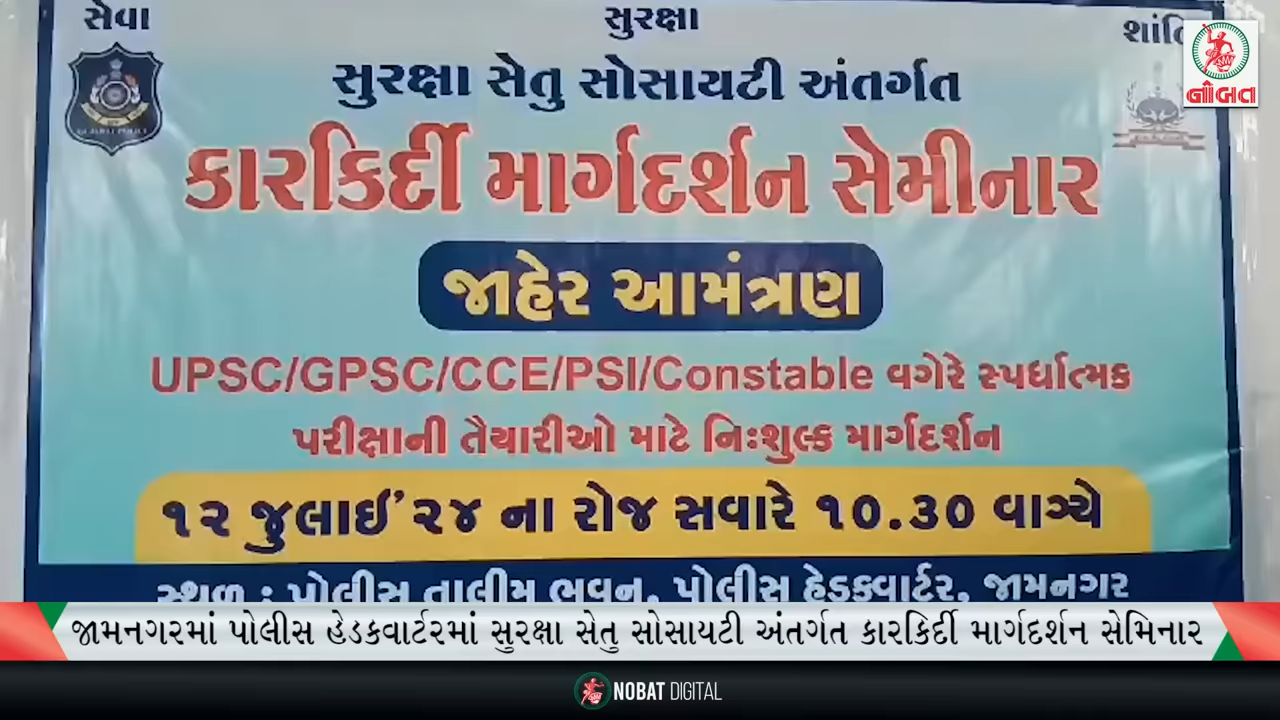 સેવા સુરક્ષા શાંતિ
સુરક્ષા સેતુ સોસાયટી અંતર્ગત
નોબત
કારકિર્દી માર્ગદર્શન સેમીનાર
જાહેર આમંત્રણ
UPSC/GPSC/CCE/PSI/Constable વગેરે સ્પર્ધાત્મક
પરીક્ષાની તૈયારીઓ માટે નિઃશુલ્ક માર્ગદર્શન
૧૨ જુલાઈ'૨૪ ના રોજ સવારે ૧૦.૩૦ વાગ્યે
સ્થળ : પોલીસ તાલીમ ભવન, પોલીસ હેડકવાર્ટર, જામનગર
જામનગરમાં પોલીસ હેડકવાર્ટરમાં સુરક્ષા સેતુ સોસાયટી અંતર્ગત કારકિર્દી માર્ગદર્શન સેમિનાર
NOBAT DIGITAL